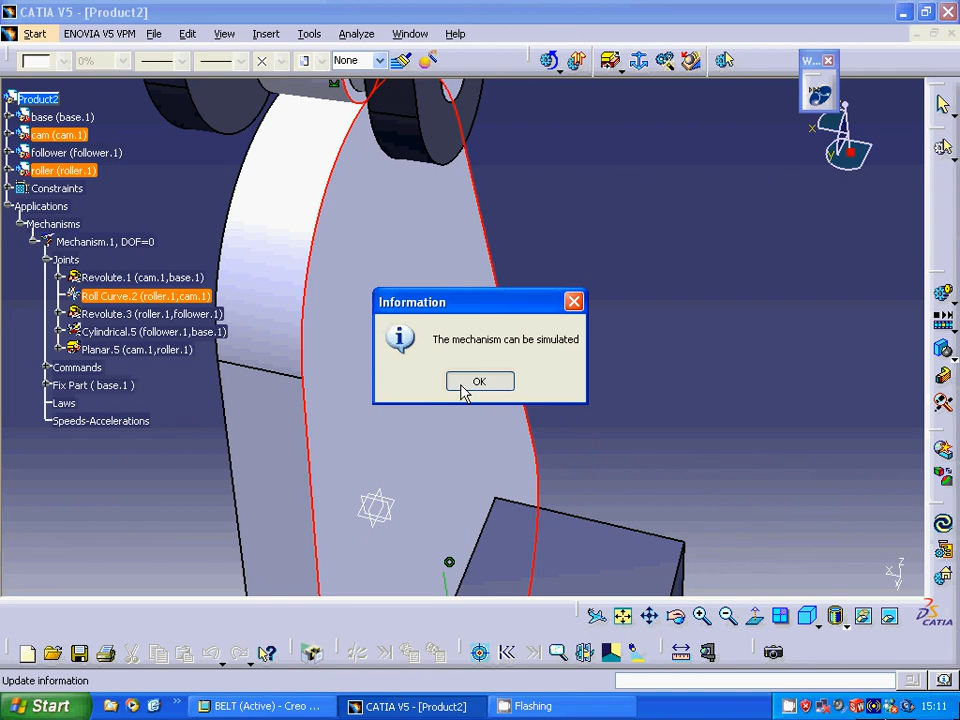 CATIA V5 - [Product2]
Start ENOVIA V5 VPM File Edit View Insert Tools Analyze Window Help
0% None
W...
Product2
base (base.1)
cam (cam.1)
follower (follower.1)
roller (roller.1)
Constraints
Applications
Mechanisms
Mechanism.1, DOF=0
Joints
Revolute.1 (cam.1,base.1)
Roll Curve.2 (roller.1,cam.1)
Revolute.3 (roller.1,follower.1)
Cylindrical.5 (follower.1,base.1)
Planar.5 (cam.1,roller.1)
Commands
Fix Part ( base.1 )
Laws
Speeds-Accelerations
x
y
Information
The mechanism can be simulated
OK
z
x
y
CATIA
Update information
Start BELT (Active) - Creo ... CATIA V5 - [Product2] Flashing 15:11